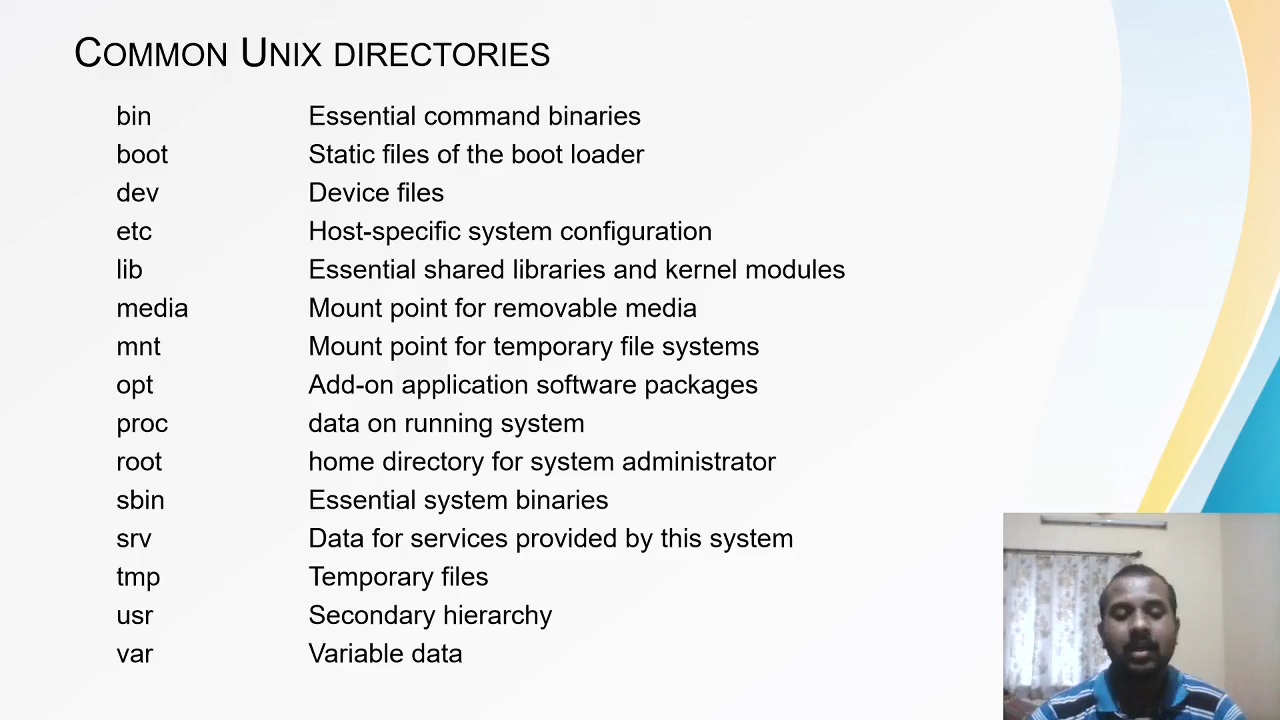 COMMON UNIX DIRECTORIES
bin Essential command binaries
boot Static files of the boot loader
dev Device files
etc Host-specific system configuration
lib Essential shared libraries and kernel modules
media Mount point for removable media
mnt Mount point for temporary file systems
opt Add-on application software packages
proc data on running system
root home directory for system administrator
sbin Essential system binaries
srv Data for services provided by this system
tmp Temporary files
usr Secondary hierarchy
var Variable data